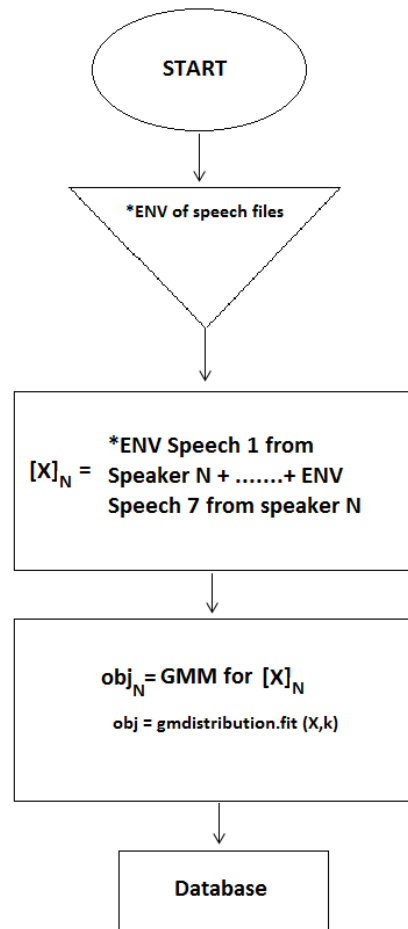 START
*ENV of speech files
*ENV Speech 1 from
[X]N = Speaker N + .......+ ENV
Speech 7 from speaker N
objN= GMM for [X]N
obj = gmdistribution.fit (X,k)
Database